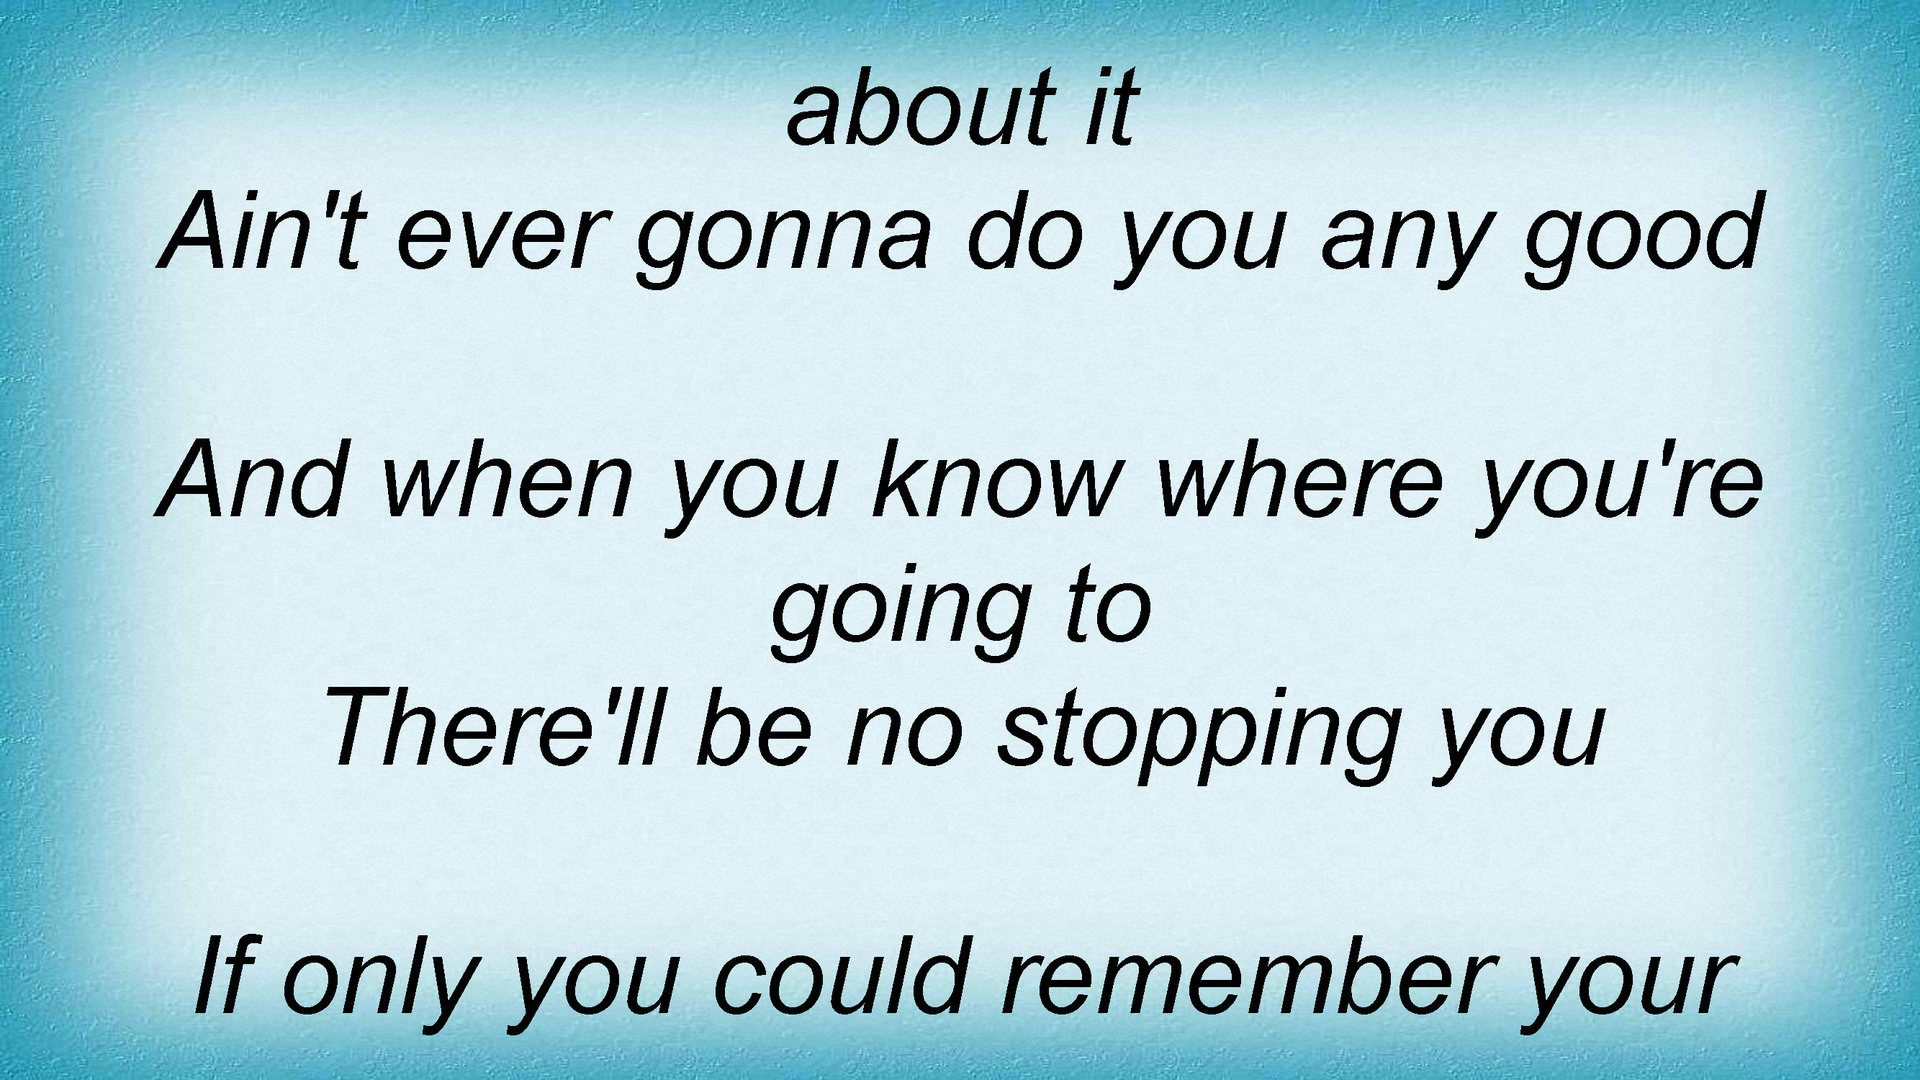 about it
Ain't ever gonna do you any good
And when you know where you're
going to
There'll be no stopping you
If only you could remember your